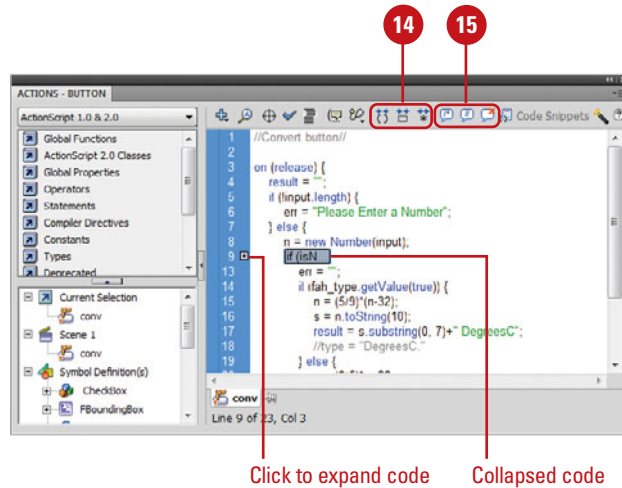 14 15
ACTIONS - BUTTON
ActionScript 1.0 & 2.0
Code Snippets
Global Functions
ActionScript 2.0 Classes
Global Properties
Operators
Statements
Compiler Directives
Constants
Types
Deprecated
Current Selection
conv
Scene 1
conv
Symbol Definition(s)
CheckBox
FBoundingBox
1 //Convert button//
2
3 on (release) {
4 result = "";
5 if (!input.length) {
6 err = "Please Enter a Number";
7 } else {
8 n = new Number(input);
9 if (isN
13 err = "";
14 if (fah_type.getValue(true)) {
15 n = (5/9)*(n-32);
16 s = n.toString(10);
17 result = s.substring(0, 7)+" DegreesC";
18 //type = "DegreesC."
19 } else {
conv
Line 9 of 23, Col 3
Click to expand code
Collapsed code